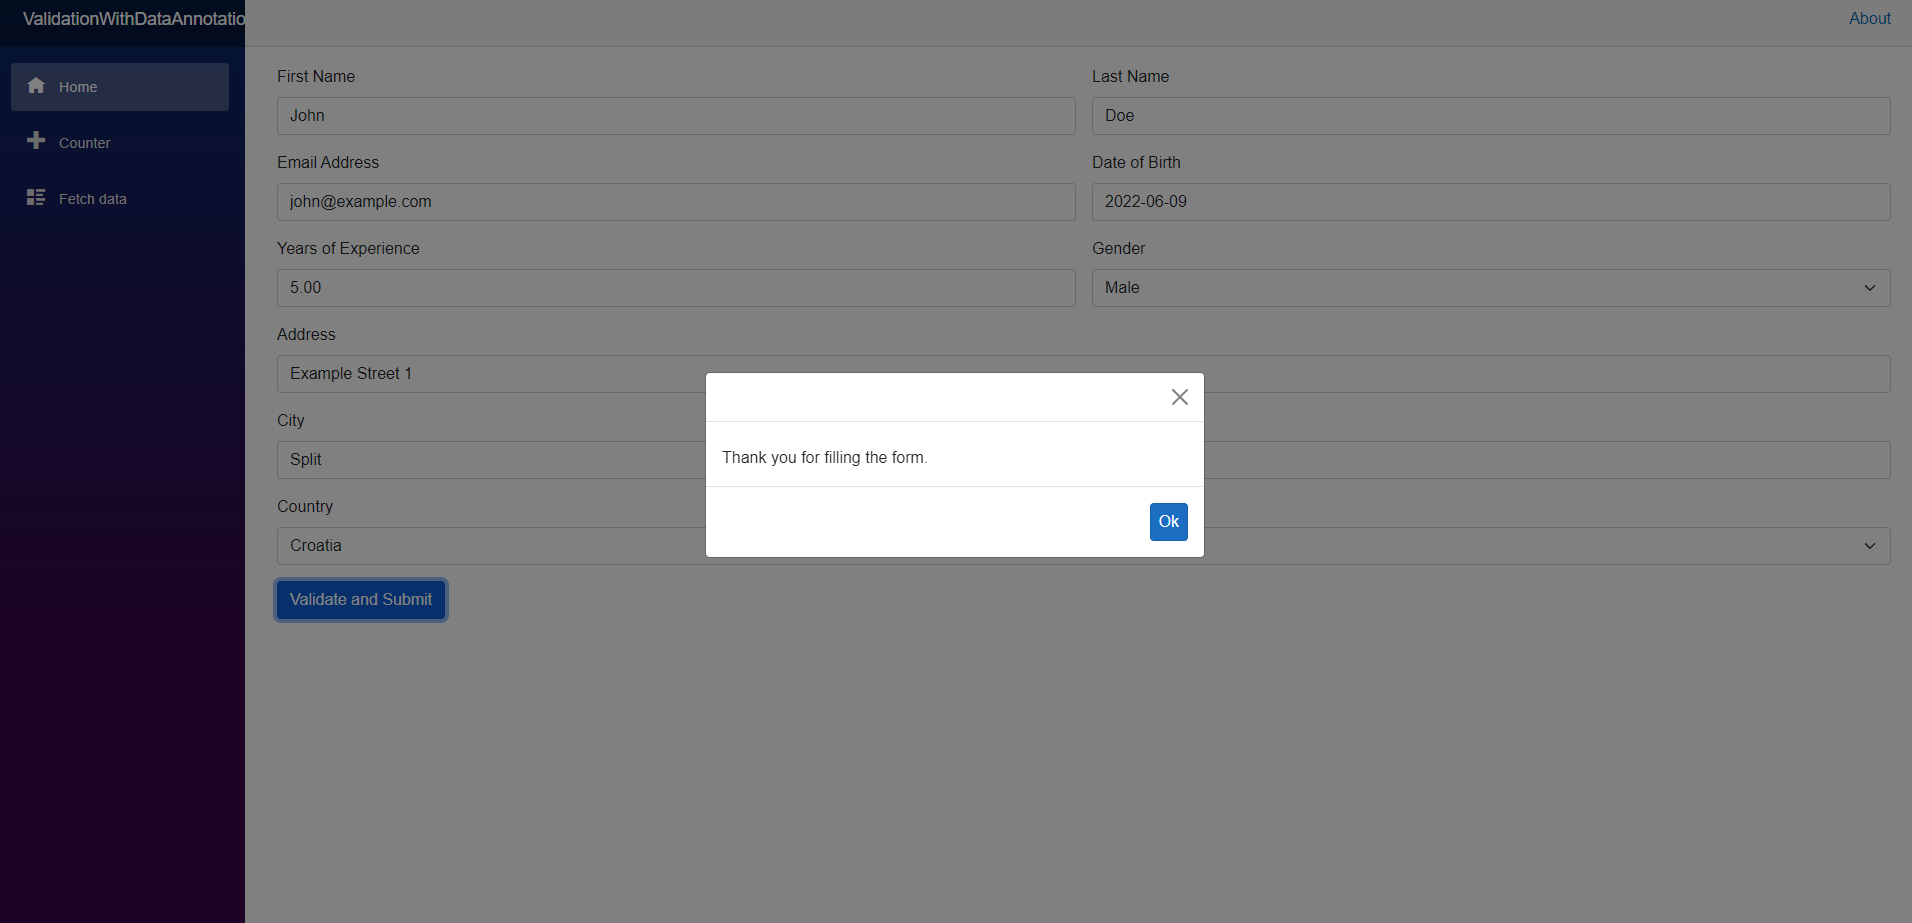 ValidationWithDataAnnotatio
About
Home
Counter
Fetch data
First Name
Last Name
John
Doe
Email Address
Date of Birth
john@example.com
2022-06-09
Years of Experience
Gender
5.00
Male
Address
Example Street 1
City
Split
Country
Croatia
Validate and Submit
Thank you for filling the form.
Ok